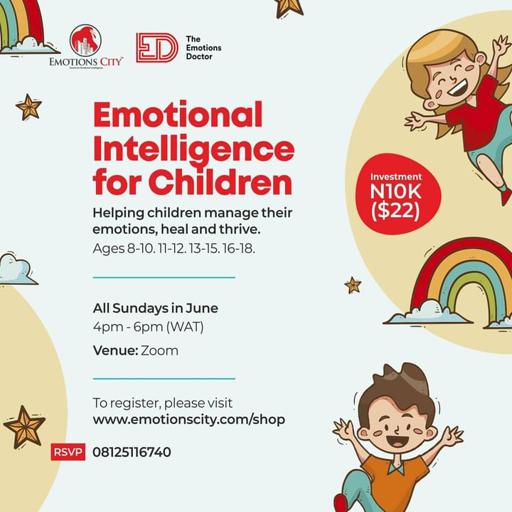 EMOTIONS CITY
The
Emotions
Doctor
Emotional
Intelligence
for Children
Helping children manage their
emotions, heal and thrive.
Ages 8-10. 11-12. 13-15. 16-18.
Investment
N10K
($22)
All Sundays in June
4pm - 6pm (WAT)
Venue: Zoom
To register, please visit
www.emotionscity.com/shop
RSVP 08125116740